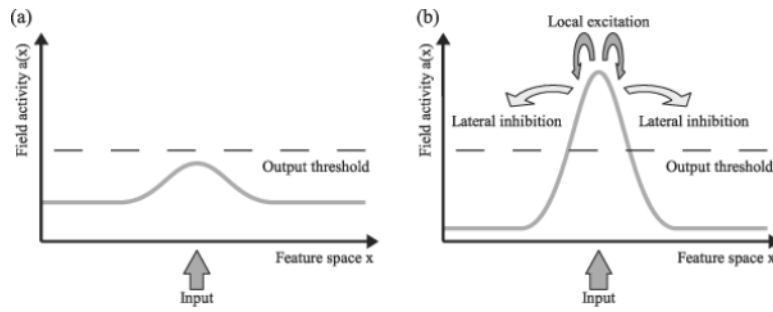 (a)
Field activity a(x)
Output threshold
Feature space x
Input
(b)
Local excitation
Field activity a(x)
Lateral inhibition
Lateral inhibition
Output threshold
Feature space x
Input